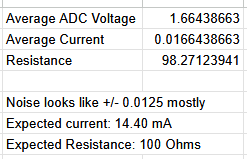 Average ADC Voltage 1.66438663
Average Current 0.0166438663
Resistance 98.27123941
Noise looks like +/- 0.0125 mostly
Expected current: 14.40 mA
Expected Resistance: 100 Ohms